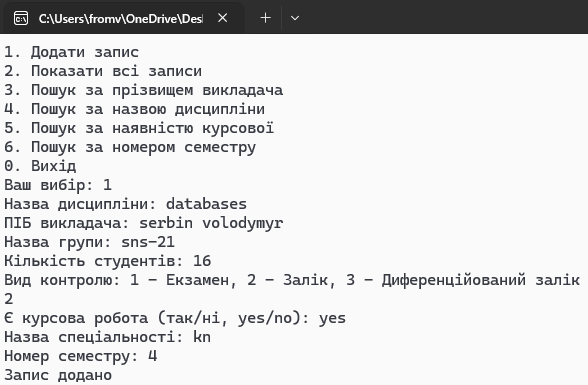 C:\Users\fromv\OneDrive\Des
1. Додати запис
2. Показати всі записи
3. Пошук за прізвищем викладача
4. Пошук за назвою дисципліни
5. Пошук за наявністю курсової
6. Пошук за номером семестру
0. Вихід
Ваш вибір: 1
Назва дисципліни: databases
ПІБ викладача: serbin volodymyr
Назва групи: sns-21
Кількість студентів: 16
Вид контролю: 1 - Екзамен, 2 - Залік, 3 - Диференційований залік
2
Є курсова робота (так/ні, yes/no): yes
Назва спеціальності: kn
Номер семестру: 4
Запис додано